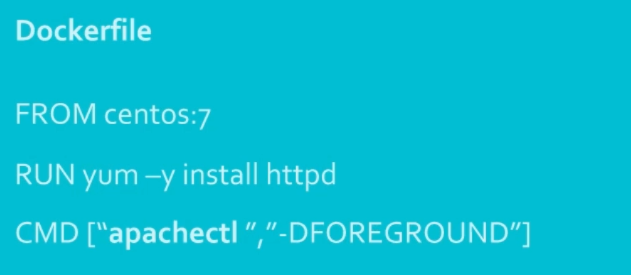 Dockerfile
FROM centos:7
RUN yum –y install httpd
CMD [“apachectl ”,”-DFOREGROUND”]